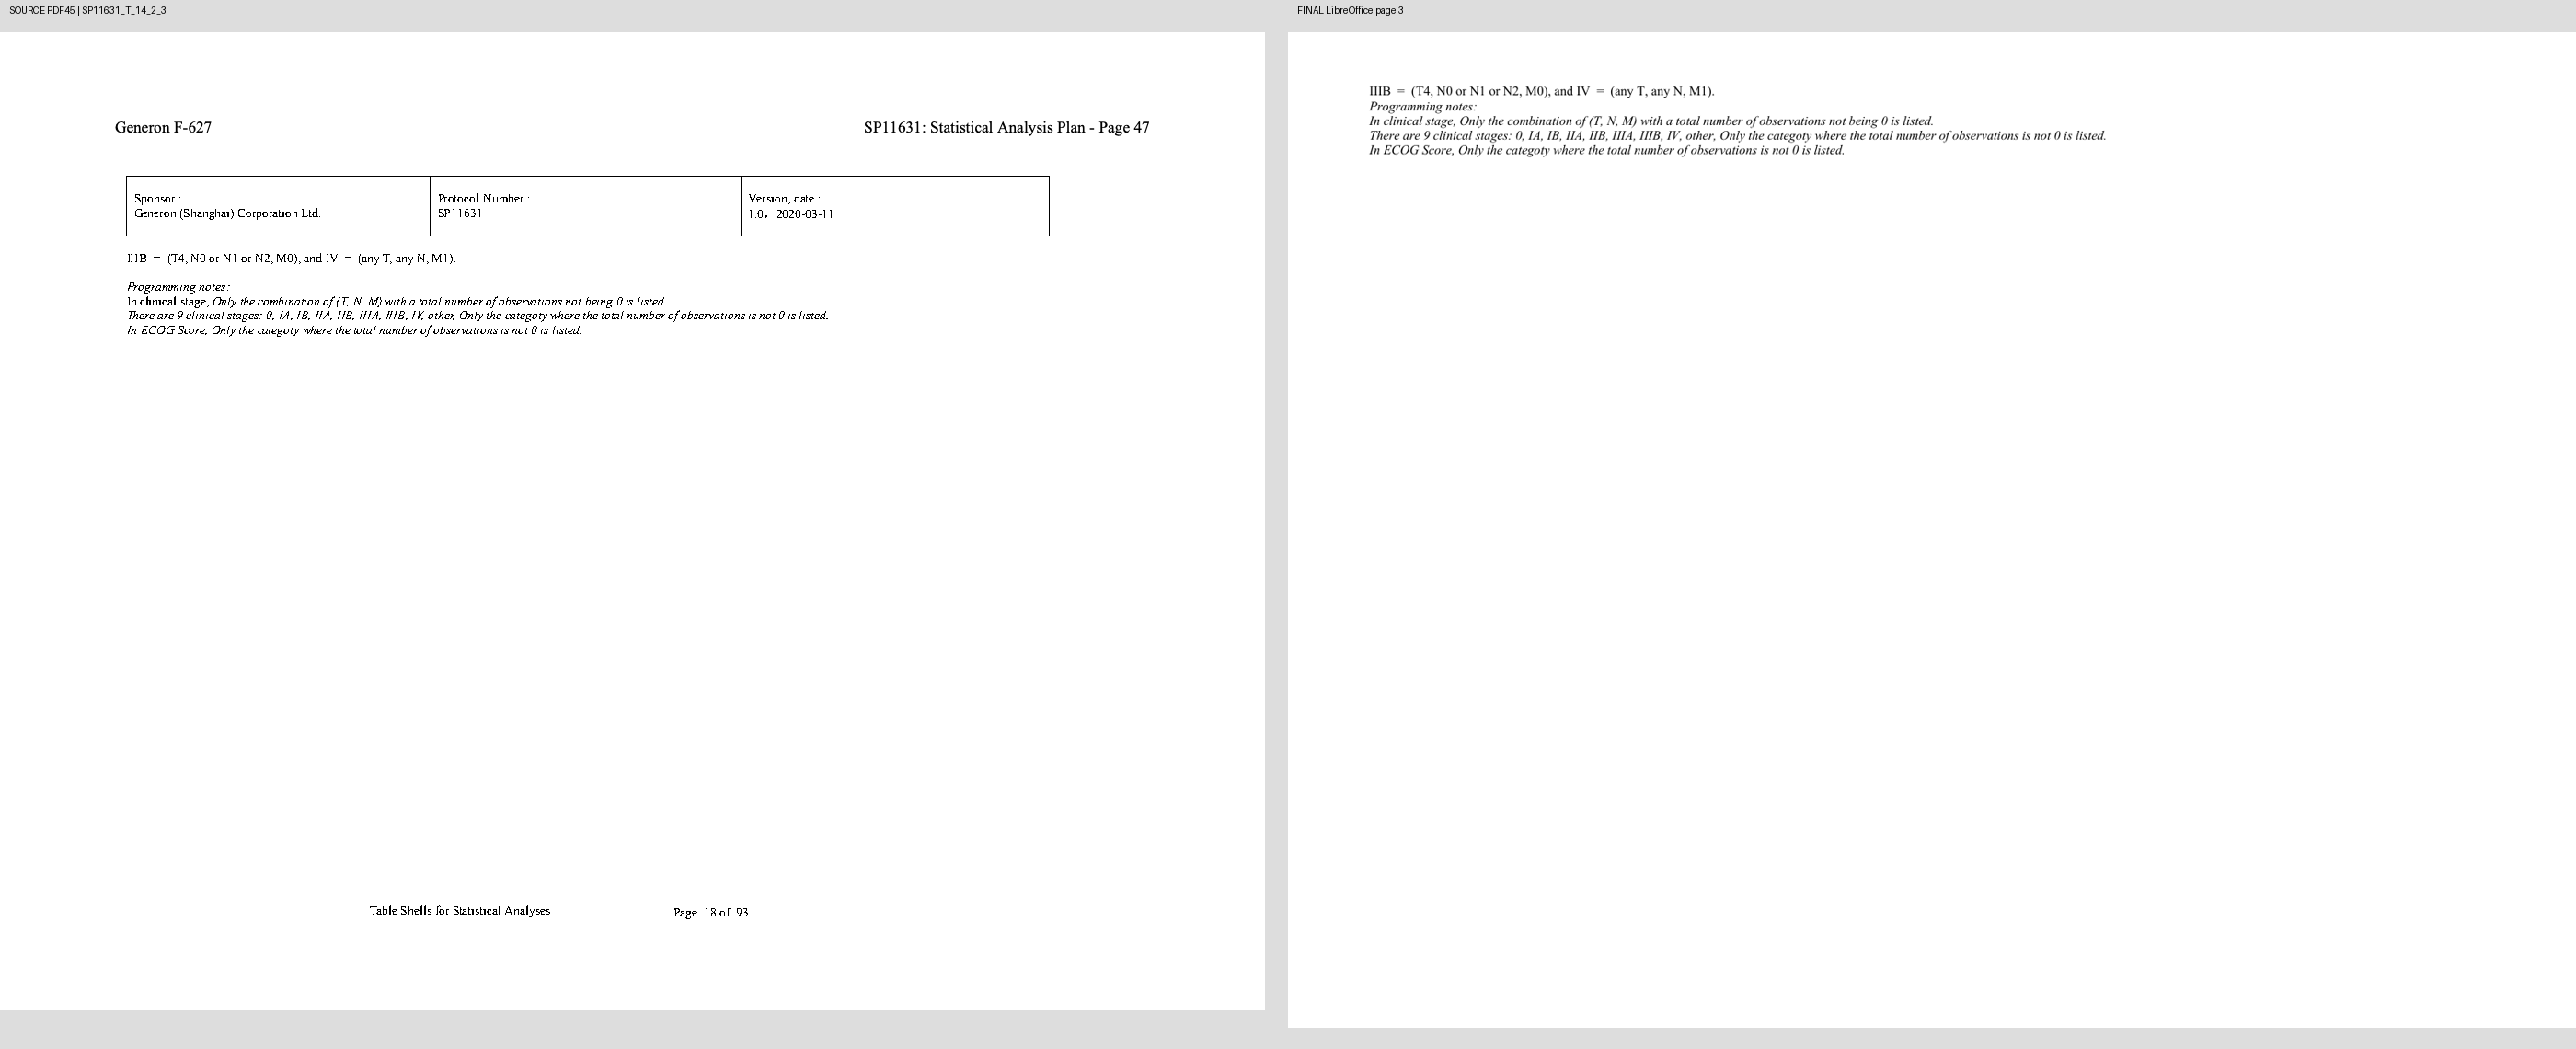 SOURCE PDF45 | SP11631_T_14_2_3
Generon F-627 SP11631: Statistical Analysis Plan - Page 47
Sponsor :
Generon (Shanghai) Corporation Ltd.
Protocol Number :
SP11631
Version, date :
1.0，2020-03-11
IIIB = (T4, N0 or N1 or N2, M0), and IV = (any T, any N, M1).
Programming notes:
In clinical stage, Only the combination of (T, N, M) with a total number of observations not being 0 is listed.
There are 9 clinical stages: 0, IA, IB, IIA, IIB, IIIA, IIIB, IV, other, Only the categoty where the total number of observations is not 0 is listed.
In ECOG Score, Only the categoty where the total number of observations is not 0 is listed.
Table Shells for Statistical Analyses Page 18 of 93
FINAL LibreOffice page 3
IIIB = (T4, N0 or N1 or N2, M0), and IV = (any T, any N, M1).
Programming notes:
In clinical stage, Only the combination of (T, N, M) with a total number of observations not being 0 is listed.
There are 9 clinical stages: 0, IA, IB, IIA, IIB, IIIA, IIIB, IV, other, Only the categoty where the total number of observations is not 0 is listed.
In ECOG Score, Only the categoty where the total number of observations is not 0 is listed.